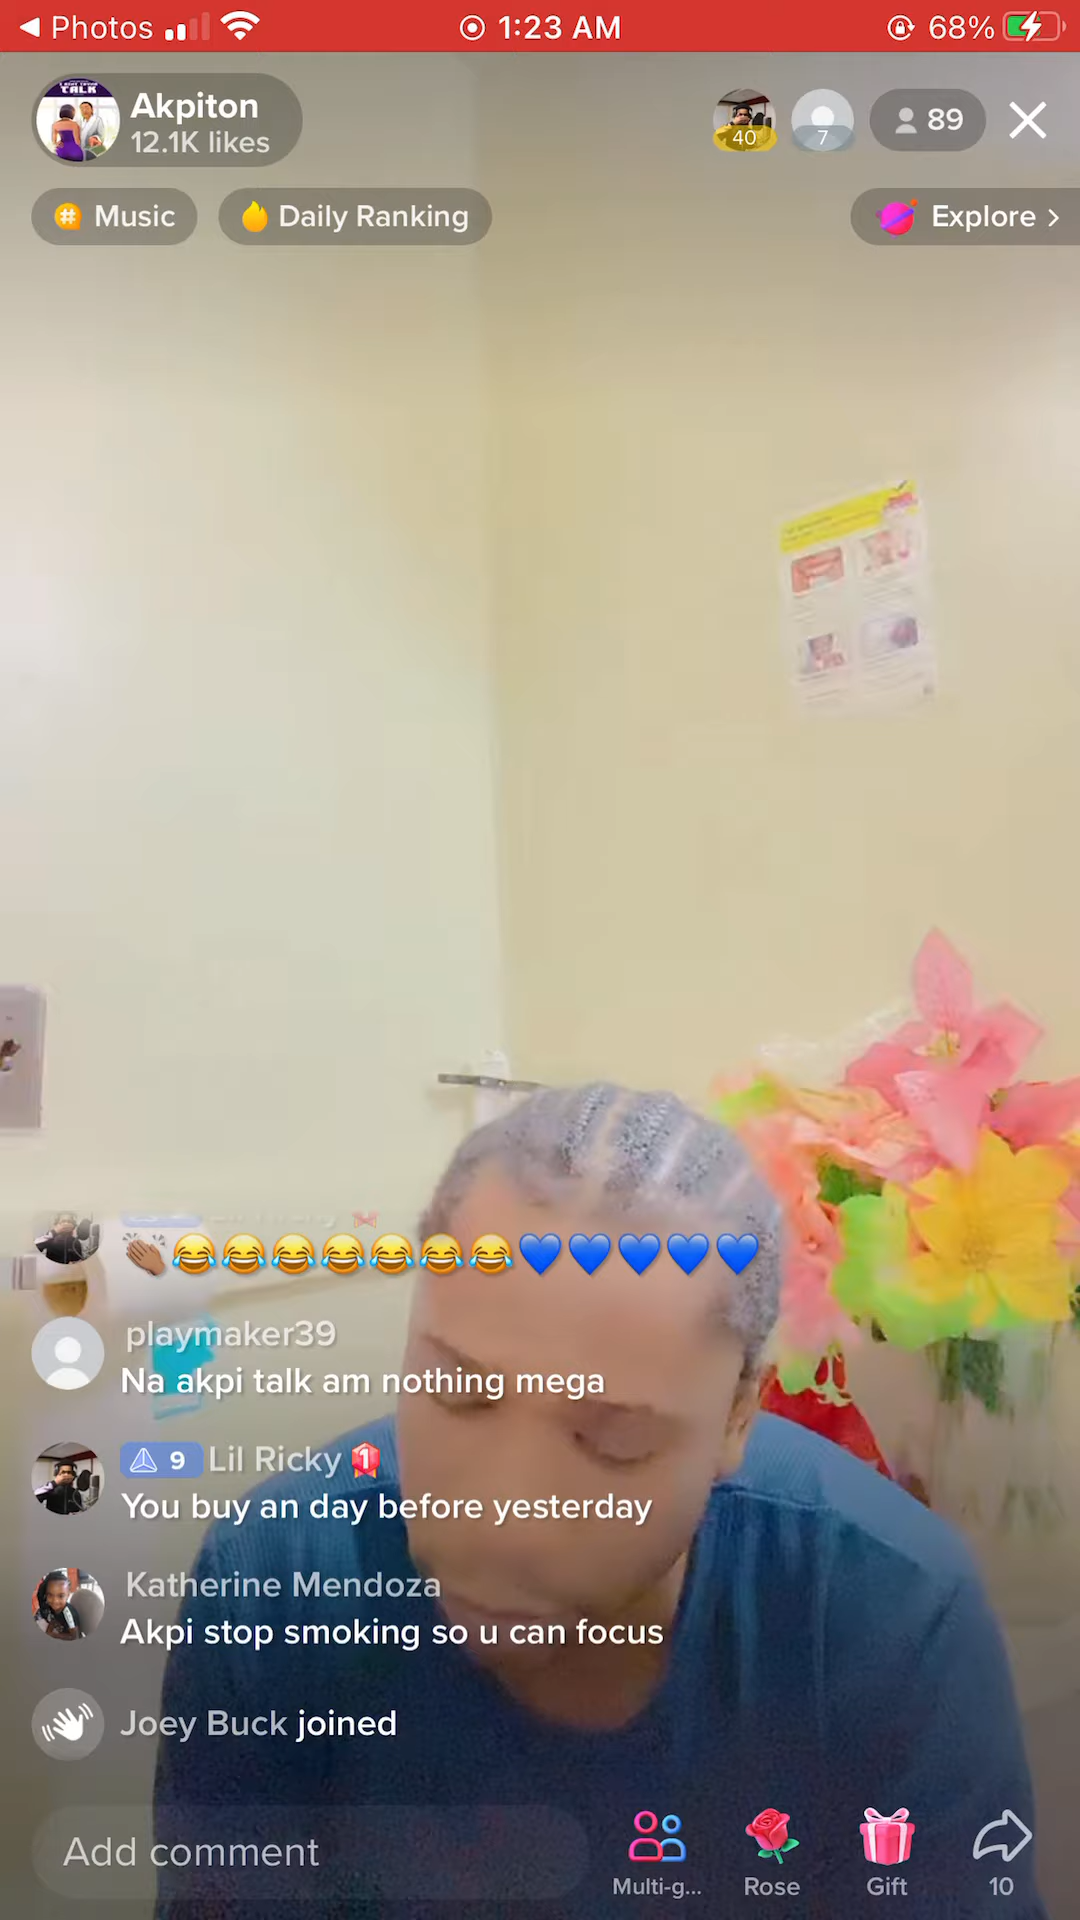 Photos
1:23 AM
68%
TALK
Akpiton
12.1K likes
40
7
89
Music
Daily Ranking
Explore
👏🏽😂😂😂😂😂😂😂💙💙💙💙💙
playmaker39
Na akpi talk am nothing mega
9 Lil Ricky 1
You buy an day before yesterday
Katherine Mendoza
Akpi stop smoking so u can focus
Joey Buck joined
Add comment
Multi-g...
Rose
Gift
10